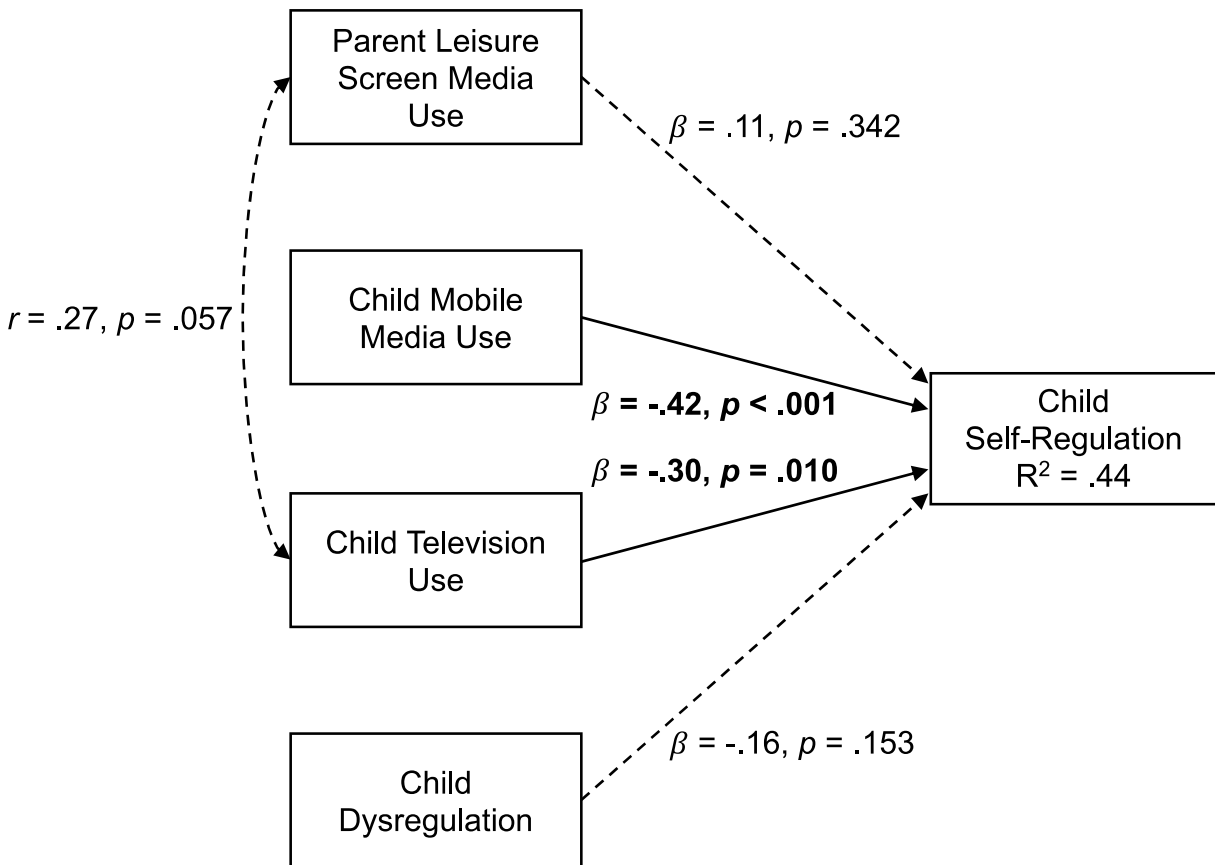 Parent Leisure
Screen Media
Use
β = .11, p = .342
Child Mobile
Media Use
r = .27, p = .057
β = -.42, p < .001
Child
Self-Regulation
R² = .44
β = -.30, p = .010
Child Television
Use
β = -.16, p = .153
Child
Dysregulation